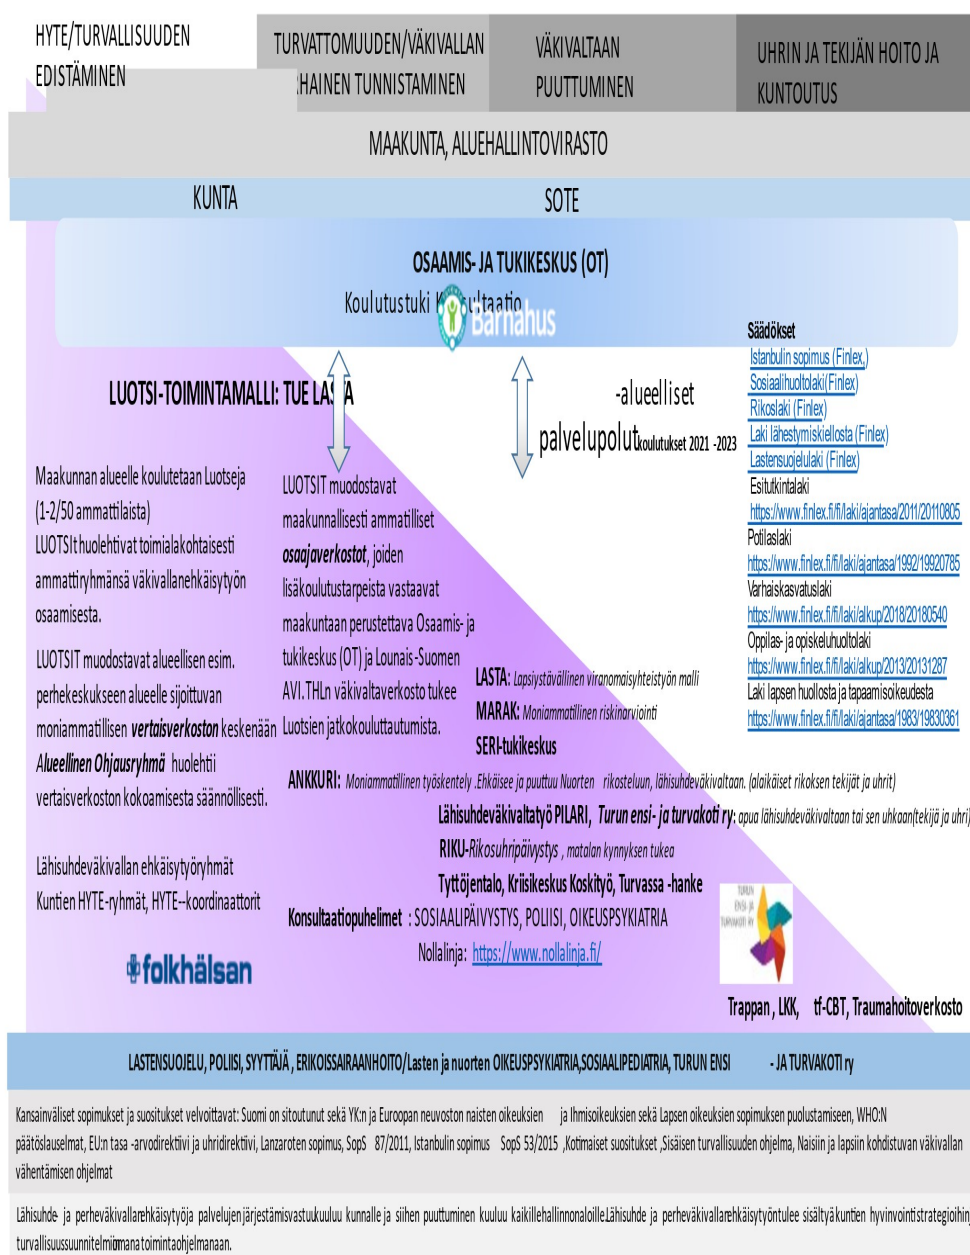 HYTE/TURVALLISUUDEN
EDISTÄMINEN
TURVATTOMUUDEN/VÄKIVALLAN
HAINEN TUNNISTAMINEN
VÄKIVALTAAN
PUUTTUMINEN
UHRIN JA TEKIJÄN HOITO JA
KUNTOUTUS
MAAKUNTA, ALUEHALLINTOVIRASTO
KUNTA
SOTE
OSAAMIS- JA TUKIKESKUS (OT)
Koulutustuki Konsultaatio
Barnahus
LUOTSI-TOIMINTAMALLI: TUE LASTA
-alueelliset
palvelupolut koulutukset 2021 -2023
Säädökset
Istanbulin sopimus (Finlex,)
Sosiaalihuoltolaki(Finlex)
Rikoslaki (Finlex)
Laki lähestymiskiellosta (Finlex)
Lastensuojelulaki (Finlex)
Esitutkintalaki
https://www.finlex.fi/fi/laki/ajantasa/2011/20110805
Potilaslaki
https://www.finlex.fi/fi/laki/ajantasa/1992/19920785
Varhaiskasvatuslaki
https://www.finlex.fi/fi/laki/alkup/2018/20180540
Oppilas- ja opiskeluhuoltolaki
https://www.finlex.fi/fi/laki/alkup/2013/20131287
Laki lapsen huollosta ja tapaamisoikeudesta
https://www.finlex.fi/fi/laki/ajantasa/1983/19830361
Maakunnan alueelle koulutetaan Luotseja
(1-2/50 ammattilaista)
LUOTSIt huolehtivat toimialakohtaisesti
ammattiryhmänsä väkivallanehkäisytyön
osaamisesta.
LUOTSIT muodostavat alueellisen esim.
perhekeskukseen alueelle sijoittuvan
moniammatillisen vertaisverkoston keskenään
Alueellinen Ohjausryhmä huolehtii
vertaisverkoston kokoamisesta säännöllisesti.
Lähisuhdeväkivallan ehkäisytyöryhmät
Kuntien HYTE-ryhmät, HYTE--koordinaattorit
folkhälsan
LUOTSIT muodostavat
maakunnallisesti ammatilliset
osaajaverkostot, joiden
lisäkoulutustarpeista vastaavat
maakuntaan perustettava Osaamis- ja
tukikeskus (OT) ja Lounais-Suomen
AVI. THLn väkivaltaverkosto tukee
Luotsien jatkokouluttautumista.
LASTA: Lapsiystävällinen viranomaisyhteistyön malli
MARAK: Moniammatillinen riskinarviointi
SERI-tukikeskus
ANKKURI: Moniammatillinen työskentely .Ehkäisee ja puuttuu Nuorten rikosteluun, lähisuhdeväkivaltaan. (alaikäiset rikoksen tekijät ja uhrit)
Lähisuhdeväkivaltatyö PILARI, Turun ensi- ja turvakoti ry: apua lähisuhdeväkivaltaan tai sen uhkaan(tekijä ja uhri)
RIKU-Rikosuhripäivystys , matalan kynnyksen tukea
Tyttöjentalo, Kriisikeskus Koskityö, Turvassa -hanke
Konsultaatiopuhelimet : SOSIAALIPÄIVYSTYS, POLIISI, OIKEUSPSYKIATRIA
Nollalinja: https://www.nollalinja.fi/
TURUN
ENSI- JA
TURVAKOTI RY
Trappan , LKK, tf-CBT, Traumahoitoverkosto
LASTENSUOJELU, POLIISI, SYYTTÄJÄ , ERIKOISSAIRAANHOITO/Lasten ja nuorten OIKEUSPSYKIATRIA,SOSIAALIPEDIATRIA, TURUN ENSI - JA TURVAKOTI ry
Kansainväliset sopimukset ja suositukset velvoittavat: Suomi on sitoutunut sekä YK:n ja Euroopan neuvoston naisten oikeuksien ja Ihmisoikeuksien sekä Lapsen oikeuksien sopimuksen puolustamiseen, WHO:N
päätöslauselmat, EU:n tasa -arvodirektiivi ja uhridirektiivi, Lanzaroten sopimus, SopS 87/2011, Istanbulin sopimus SopS 53/2015 ,Kotimaiset suositukset ,Sisäisen turvallisuuden ohjelma, Naisiin ja lapsiin kohdistuvan väkivallan
vähentämisen ohjelmat
Lähisuhde- ja perheväkivallanehkäisytyöja palvelujen järjestämisvastuukuuluu kunnalle ja siihen puuttuminen kuuluu kaikillehallinnonaloille.Lähisuhde ja perheväkivallanehkäisytyöntulee sisältyäkuntien hyvinvointistrategioihin,
turvallisuussuunnitelmiin omana toimintaohjelmanaan.